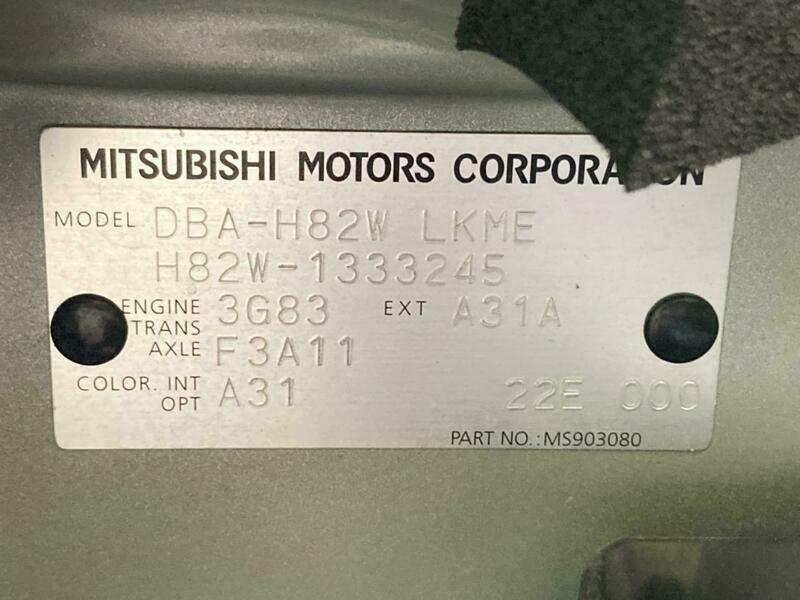 MITSUBISHI MOTORS CORPORATION
MODEL DBA-H82W LKME
H82W-1333245
ENGINE 3G83 EXT A31A
TRANS
AXLE F3A11
COLOR. INT A31
OPT 22E 000
PART NO.:MS903080